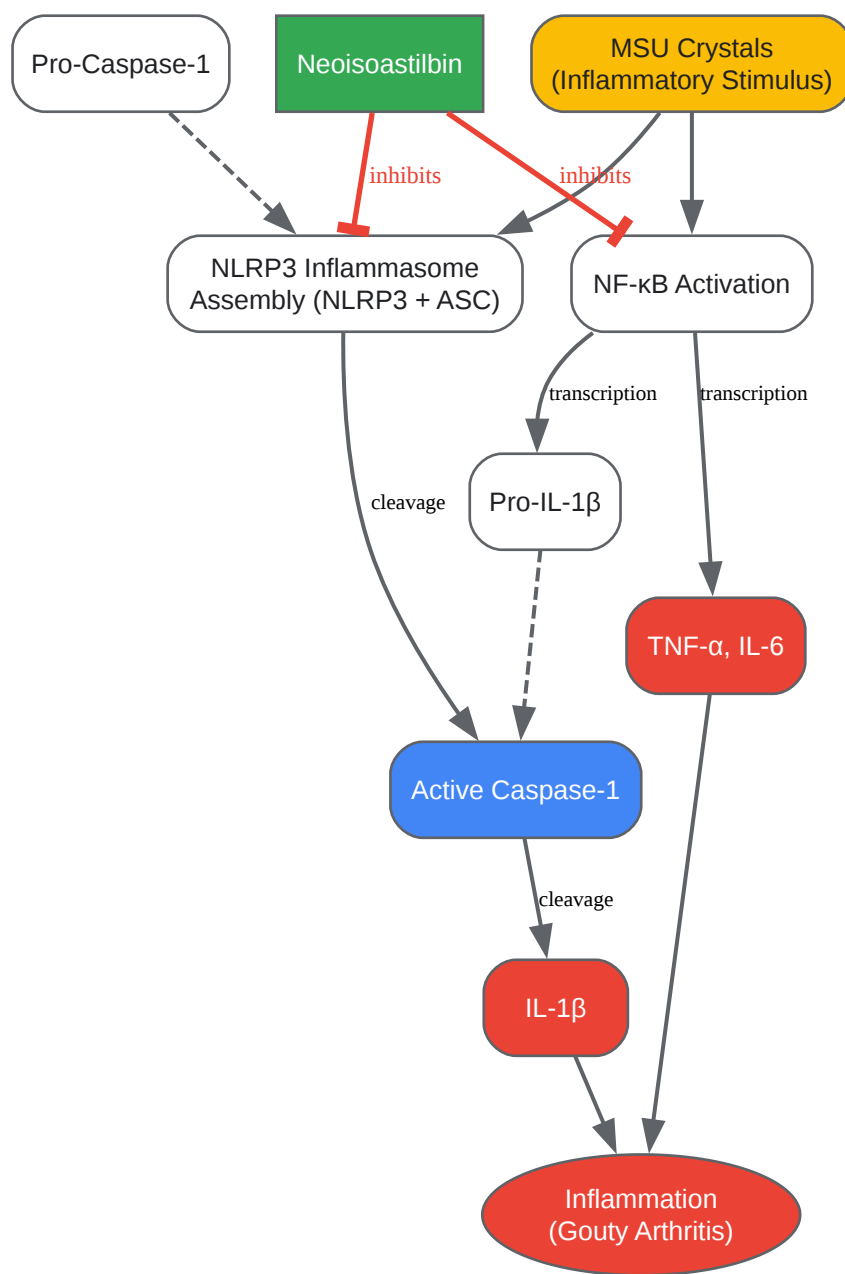 Pro-Caspase-1
Neoisoastilbin
MSU Crystals
(Inflammatory Stimulus)
inhibits
inhibits
NLRP3 Inflammasome
Assembly (NLRP3 + ASC)
NF-κB Activation
transcription
transcription
cleavage
Pro-IL-1β
TNF-α, IL-6
Active Caspase-1
cleavage
IL-1β
Inflammation
(Gouty Arthritis)